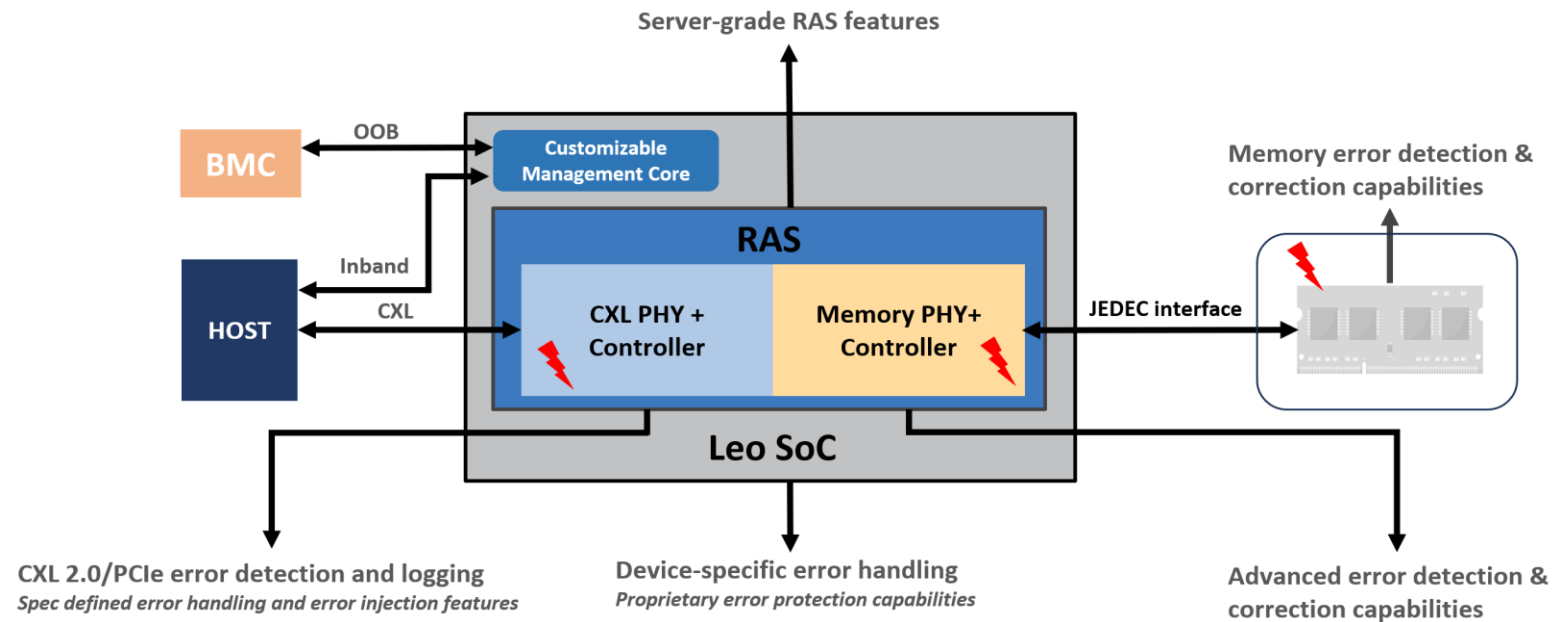 Server-grade RAS features
OOB
BMC
Customizable
Management Core
Memory error detection &
correction capabilities
RAS
Inband
HOST
CXL
CXL PHY +
Controller
Memory PHY+
Controller
JEDEC interface
Leo SoC
CXL 2.0/PCIe error detection and logging
Spec defined error handling and error injection features
Device-specific error handling
Proprietary error protection capabilities
Advanced error detection &
correction capabilities